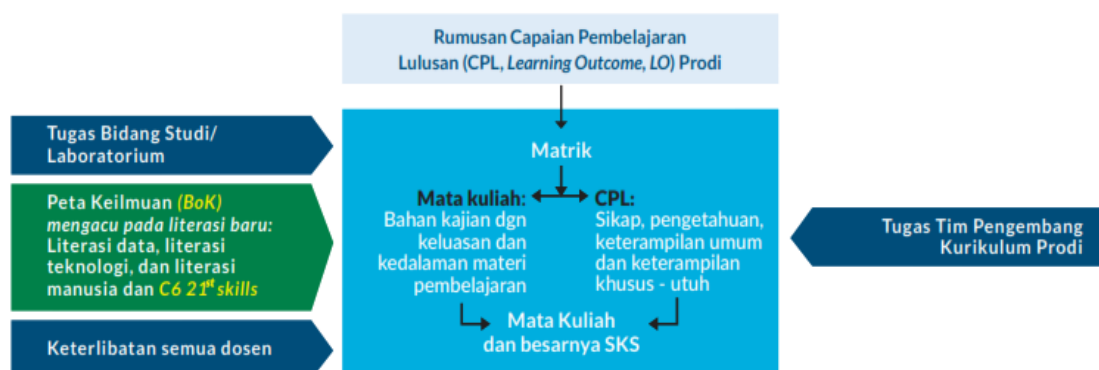 Rumusan Capaian Pembelajaran
Lulusan (CPL, Learning Outcome, LO) Prodi
Tugas Bidang Studi/
Laboratorium
Peta Keilmuan (BoK)
mengacu pada literasi baru:
Literasi data, literasi
teknologi, dan literasi
manusia dan C6 21st skills
Keterlibatan semua dosen
Matrik
Mata kuliah:
Bahan kajian dgn
keluasan dan
kedalaman materi
pembelajaran
CPL:
Sikap, pengetahuan,
keterampilan umum
dan keterampilan
khusus - utuh
Mata Kuliah
dan besarnya SKS
Tugas Tim Pengembang
Kurikulum Prodi